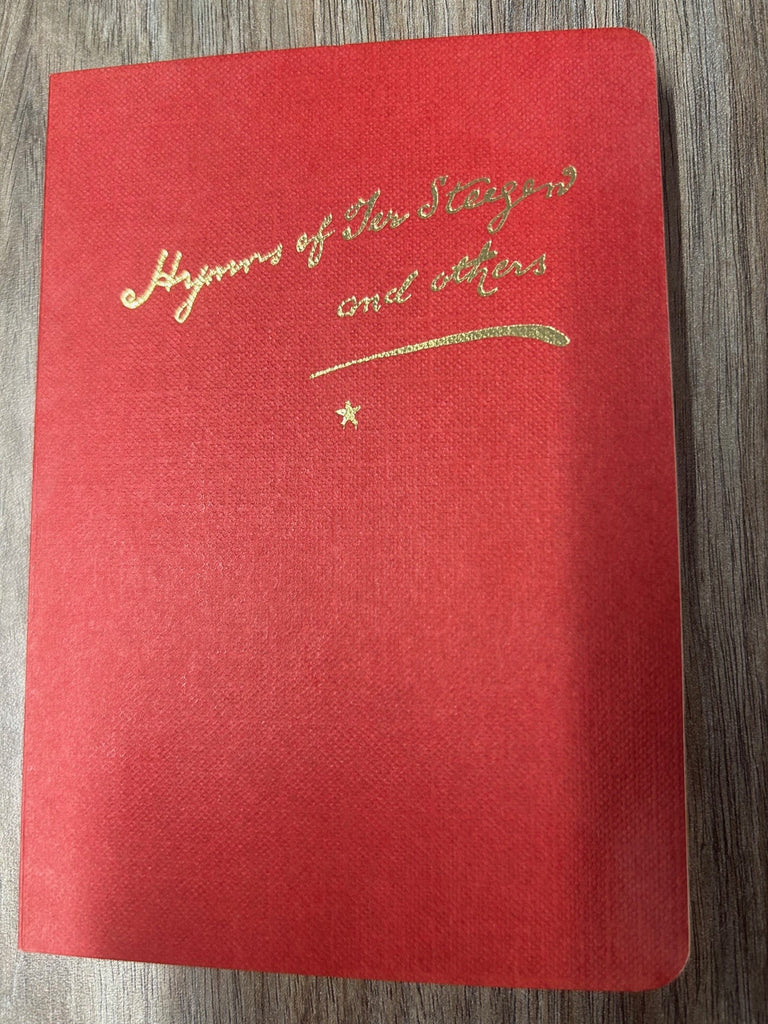 Hymns of Ter Steegen
and others